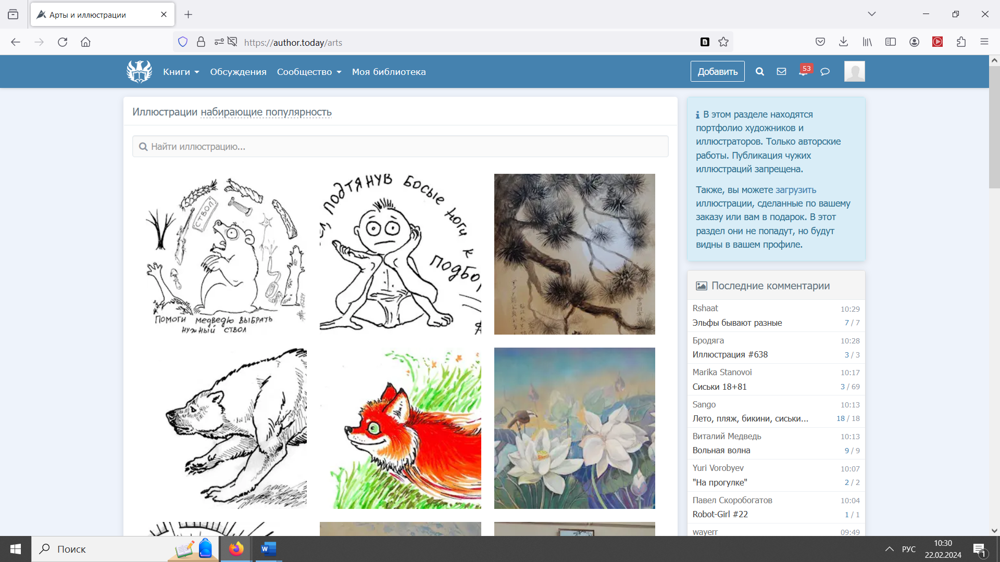 Арты и иллюстрации
https://author.today/arts
Книги
Обсуждения
Сообщество
Моя библиотека
Добавить
53
Иллюстрации набирающие популярность
Найти иллюстрацию...
СТВОЛ
ПОМОГИ МЕДВЕДЮ ВЫБРАТЬ
НУЖНЫЙ СТВОЛ
ПОДТЯНУВ БОСЫЕ НОГИ К
ПОДБО
В этом разделе находятся
портфолио художников и
иллюстраторов. Только авторские
работы. Публикация чужих
иллюстраций запрещена.
Также, вы можете загрузить
иллюстрации, сделанные по вашему
заказу или вам в подарок. В этот
раздел они не попадут, но будут
видны в вашем профиле.
Последние комментарии
Rshaat 10:29
Эльфы бывают разные 7 / 7
Бродяга 10:28
Иллюстрация #638 3 / 3
Marika Stanovoi 10:17
Сиськи 18+81 3 / 69
Sango 10:13
Лето, пляж, бикини, сиськи... 18 / 18
Виталий Медведь 10:13
Вольная волна 9 / 9
Yuri Vorobyev 10:07
"На прогулке" 2 / 2
Павел Скоробогатов 10:04
Robot-Girl #22 1 / 1
wayerr 09:49
Поиск
РУС
10:30
22.02.2024
1